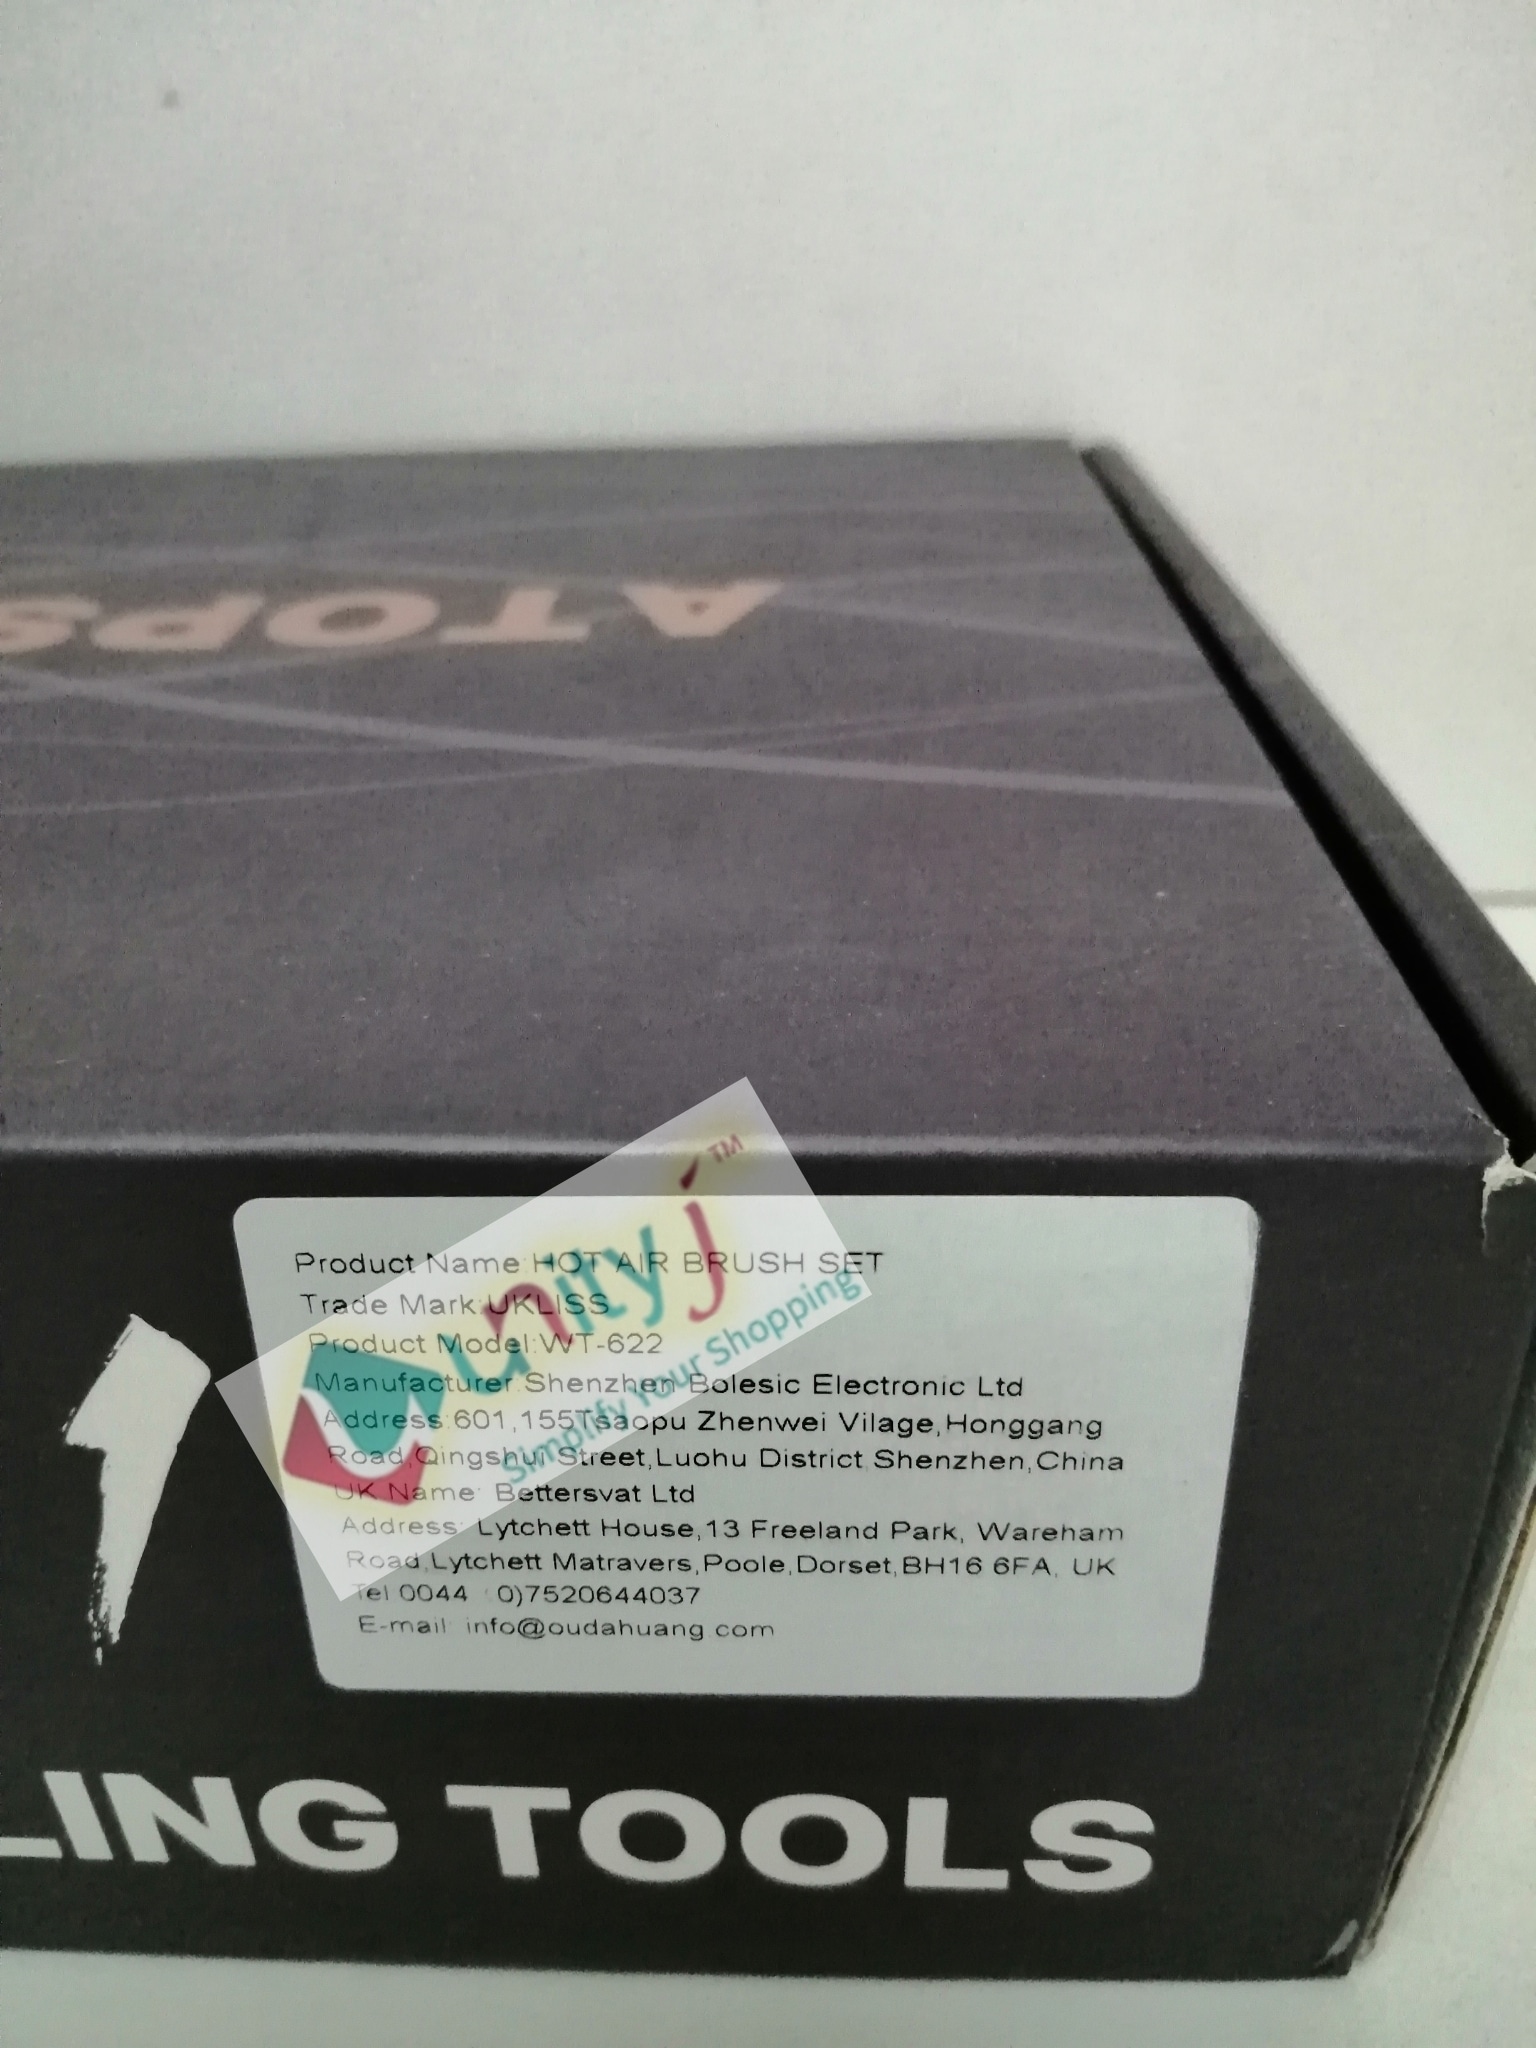 ATOPS
unity j™
Simplify Your Shopping
Product Name:HOT AIR BRUSH SET
Trade Mark:UKLISS
Product Model:WT-622
Manufacturer:Shenzhen Bolesic Electronic Ltd
Address:601,155Tsaopu Zhenwei Vilage,Honggang
Road,Qingshui Street,Luohu District Shenzhen,China
UK Name: Bettersvat Ltd
Address: Lytchett House,13 Freeland Park, Wareham
Road,Lytchett Matravers,Poole,Dorset,BH16 6FA, UK
Tel 0044 0)7520644037
E-mail: info@oudahuang.com
LING TOOLS